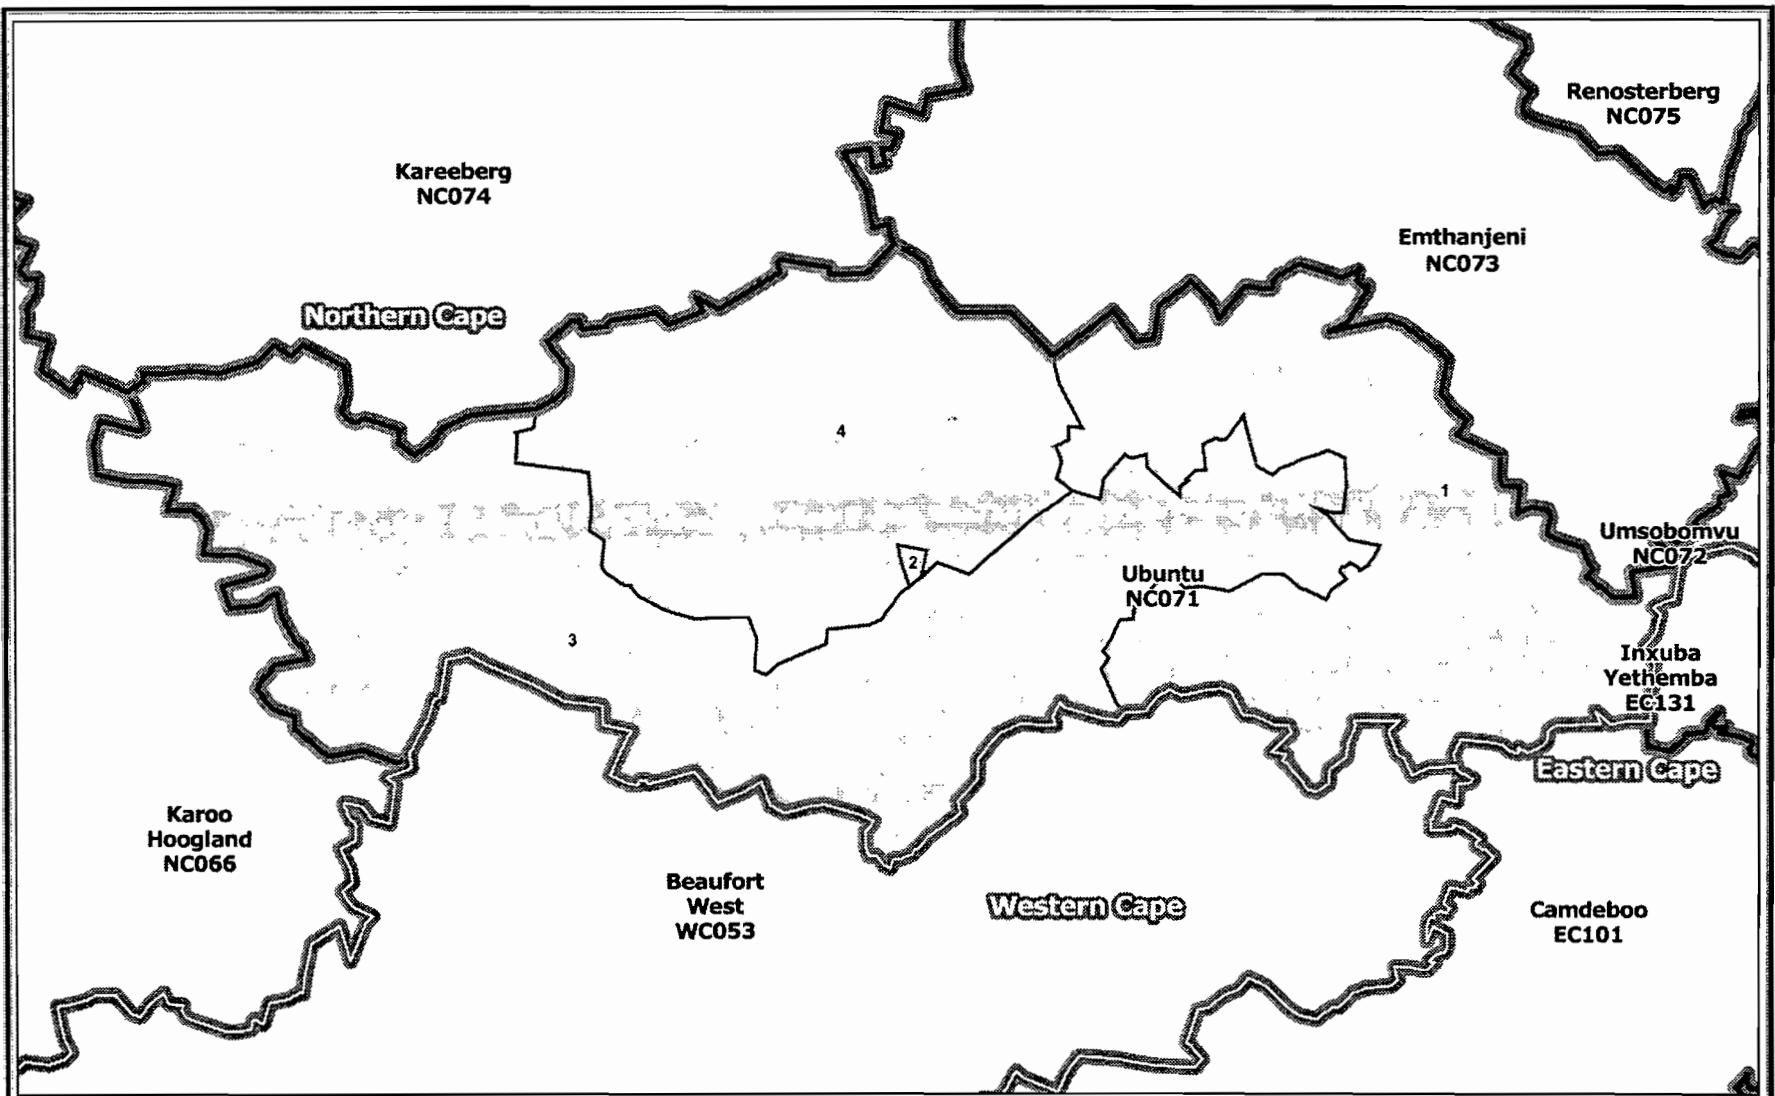 Renosterberg
NC075
Kareeberg
NC074
Emthanjeni
NC073
Northern Cape
4
1
Umsobomvu
NC072
2
Ubuntu
NC071
3
Inxuba
Yethemba
EC131
Eastern Cape
Karoo
Hoogland
NC066
Beaufort
West
WC053
Western Cape
Camdeboo
EC101